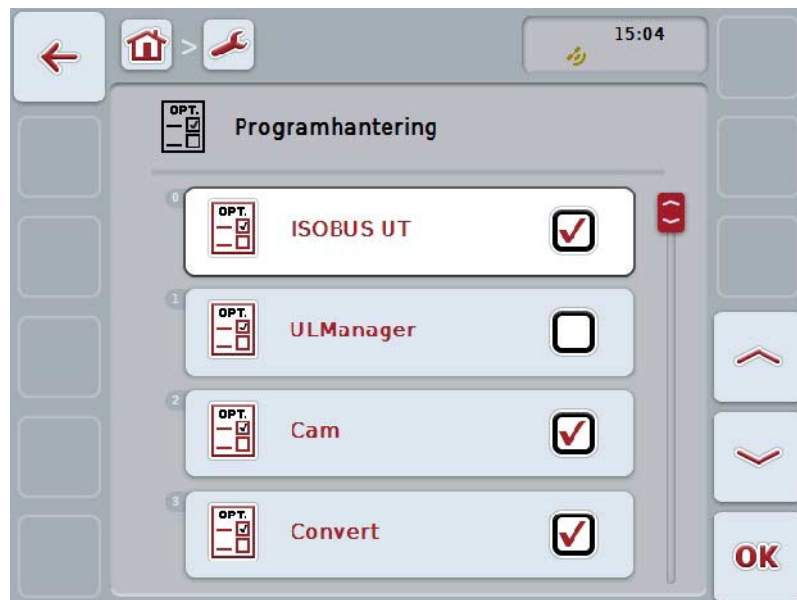 15:04
OPT.
Programhantering
0
OPT.
ISOBUS UT
1
OPT.
ULManager
2
OPT.
Cam
3
OPT.
Convert
OK